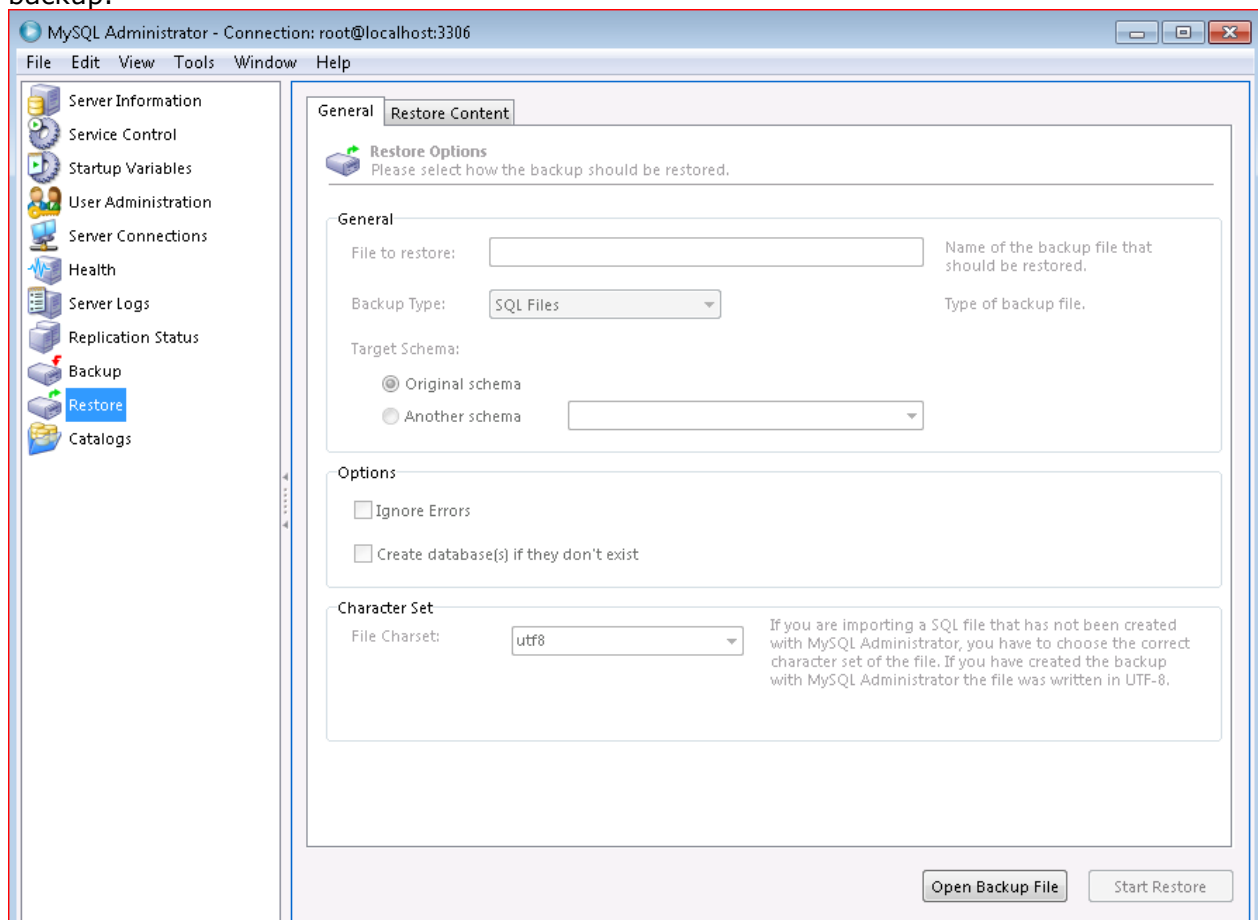 backup.
MySQL Administrator - Connection: root@localhost:3306
File Edit View Tools Window Help
Server Information
Service Control
Startup Variables
User Administration
Server Connections
Health
Server Logs
Replication Status
Backup
Restore
Catalogs
General Restore Content
Restore Options
Please select how the backup should be restored.
General
File to restore:
Name of the backup file that
should be restored.
Backup Type: SQL Files Type of backup file.
Target Schema:
Original schema
Another schema
Options
Ignore Errors
Create database(s) if they don't exist
Character Set
File Charset: utf8
If you are importing a SQL file that has not been created
with MySQL Administrator, you have to choose the correct
character set of the file. If you have created the backup
with MySQL Administrator the file was written in UTF-8.
Open Backup File Start Restore